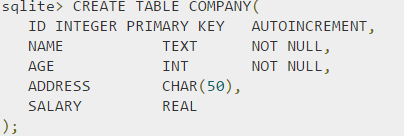 sqlite> CREATE TABLE COMPANY(
   ID INTEGER PRIMARY KEY   AUTOINCREMENT,
   NAME           TEXT      NOT NULL,
   AGE            INT       NOT NULL,
   ADDRESS        CHAR(50),
   SALARY         REAL
);